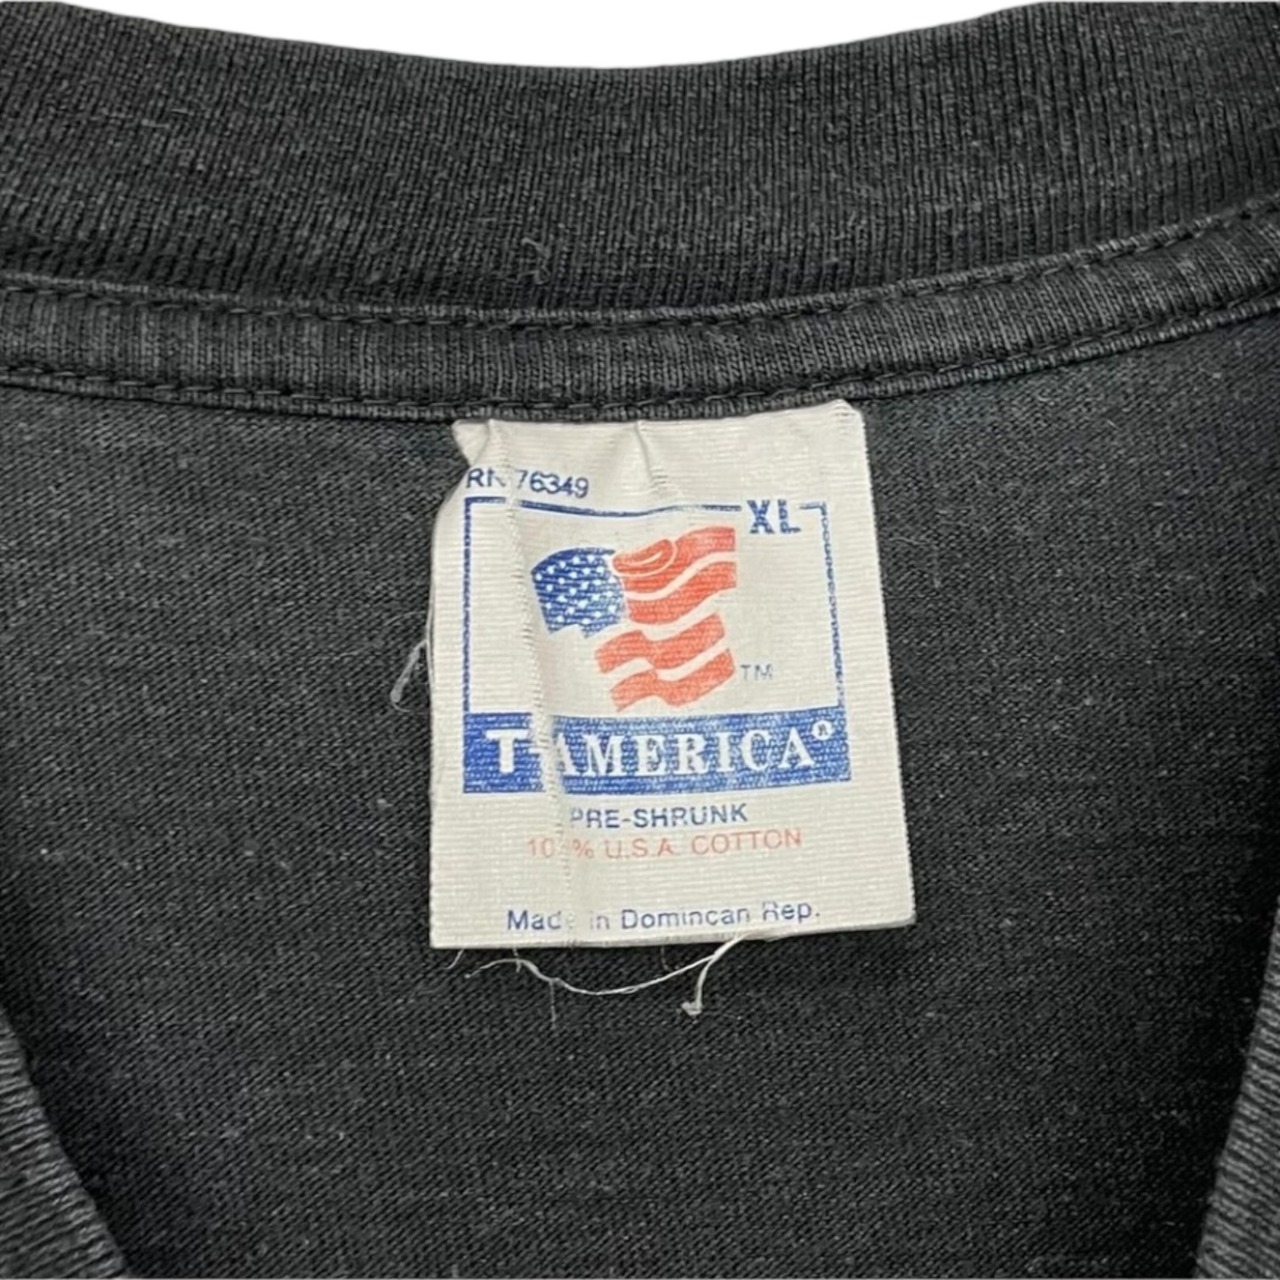 RN 76349
XL
TM
T-AMERICA®
PRE-SHRUNK
100% U.S.A. COTTON
Made in Domincan Rep.